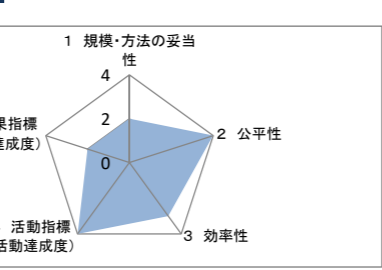 1 規模・方法の妥当
性
4
2
0
2 公平性
3 効率性
活動指標
活動達成度）
果指標
達成度）